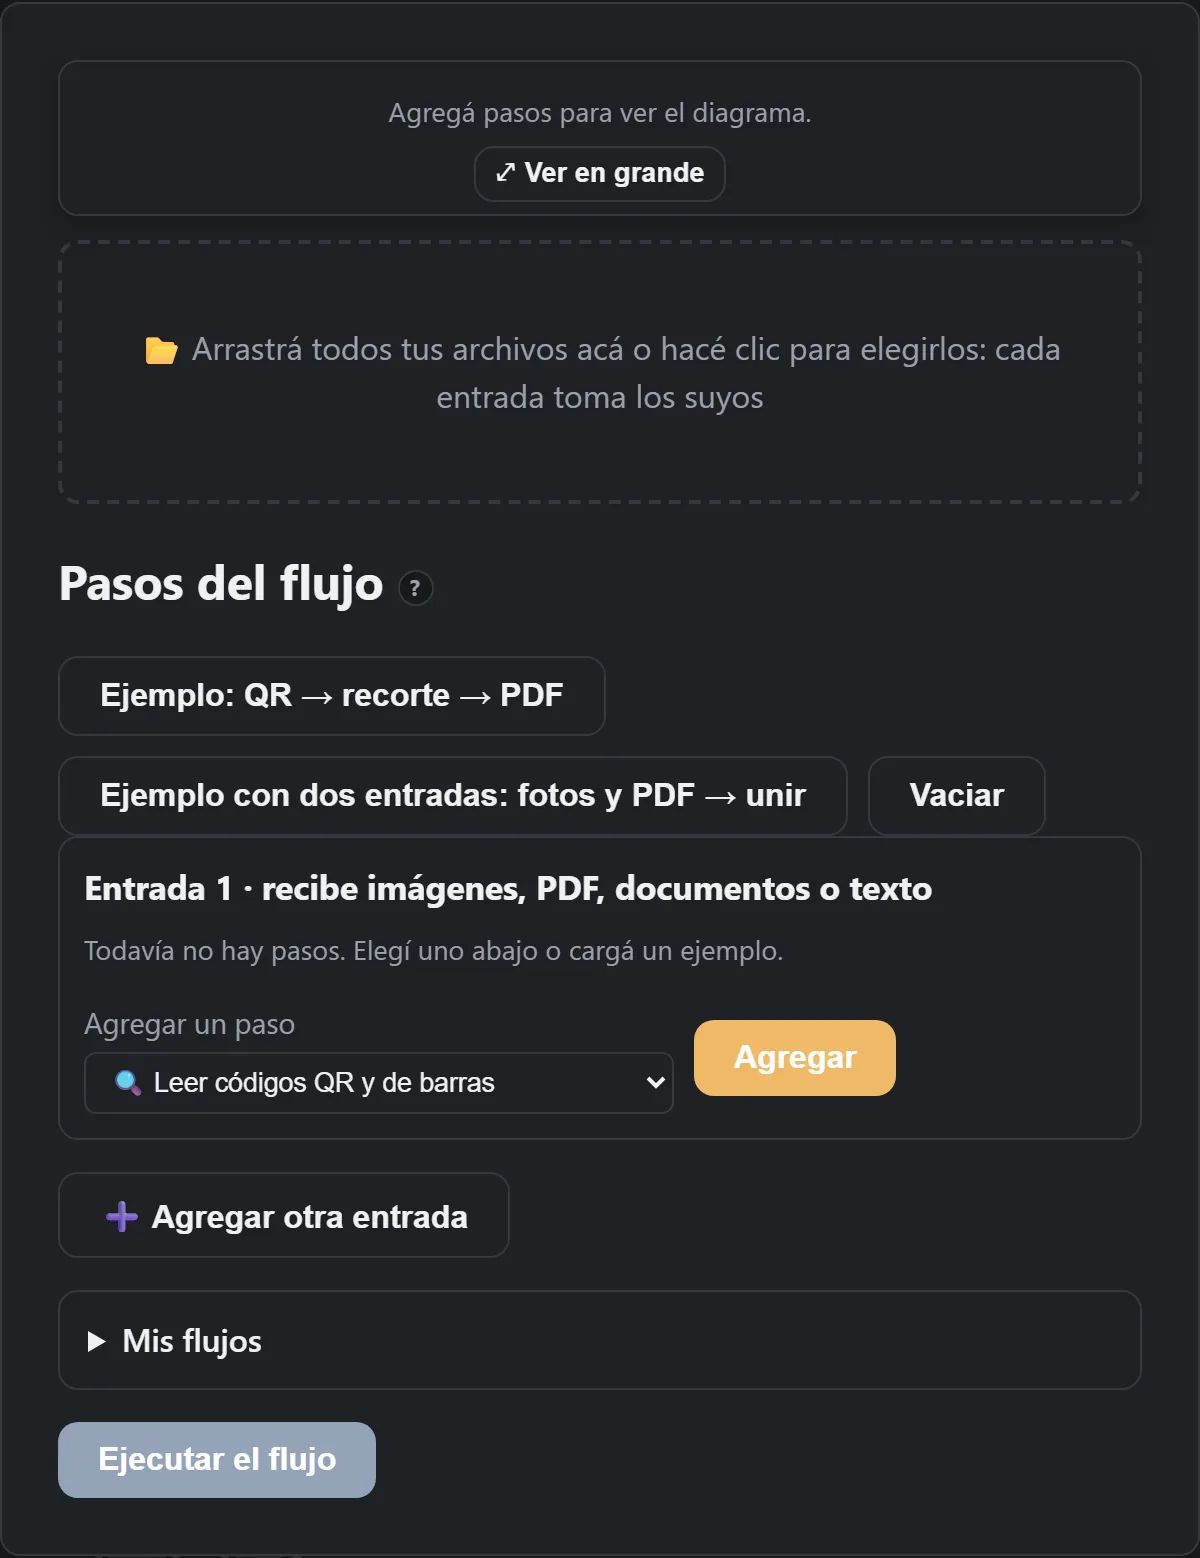 Agregá pasos para ver el diagrama.
⤢ Ver en grande
📂 Arrastrá todos tus archivos acá o hacé clic para elegirlos: cada
entrada toma los suyos
Pasos del flujo ?
Ejemplo: QR → recorte → PDF
Ejemplo con dos entradas: fotos y PDF → unir
Vaciar
Entrada 1 · recibe imágenes, PDF, documentos o texto
Todavía no hay pasos. Elegí uno abajo o cargá un ejemplo.
Agregar un paso
🔍 Leer códigos QR y de barras
Agregar
➕ Agregar otra entrada
▶ Mis flujos
Ejecutar el flujo